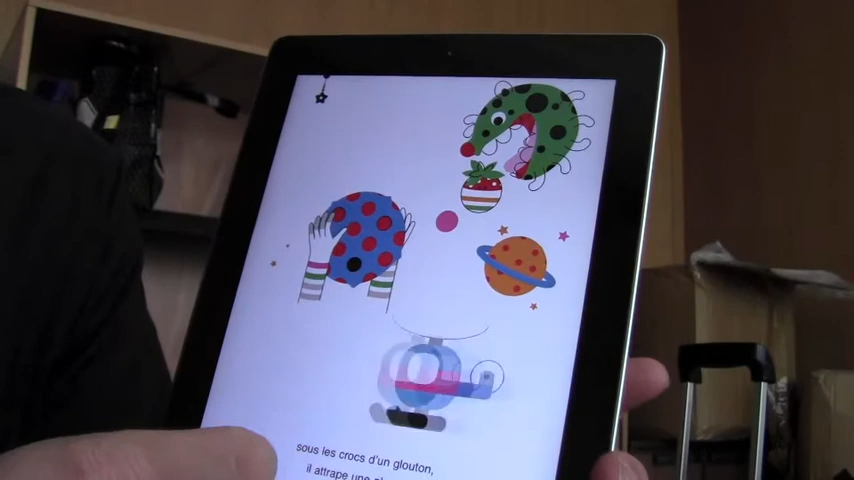 sous les crocs d'un glouton,
il attrape une